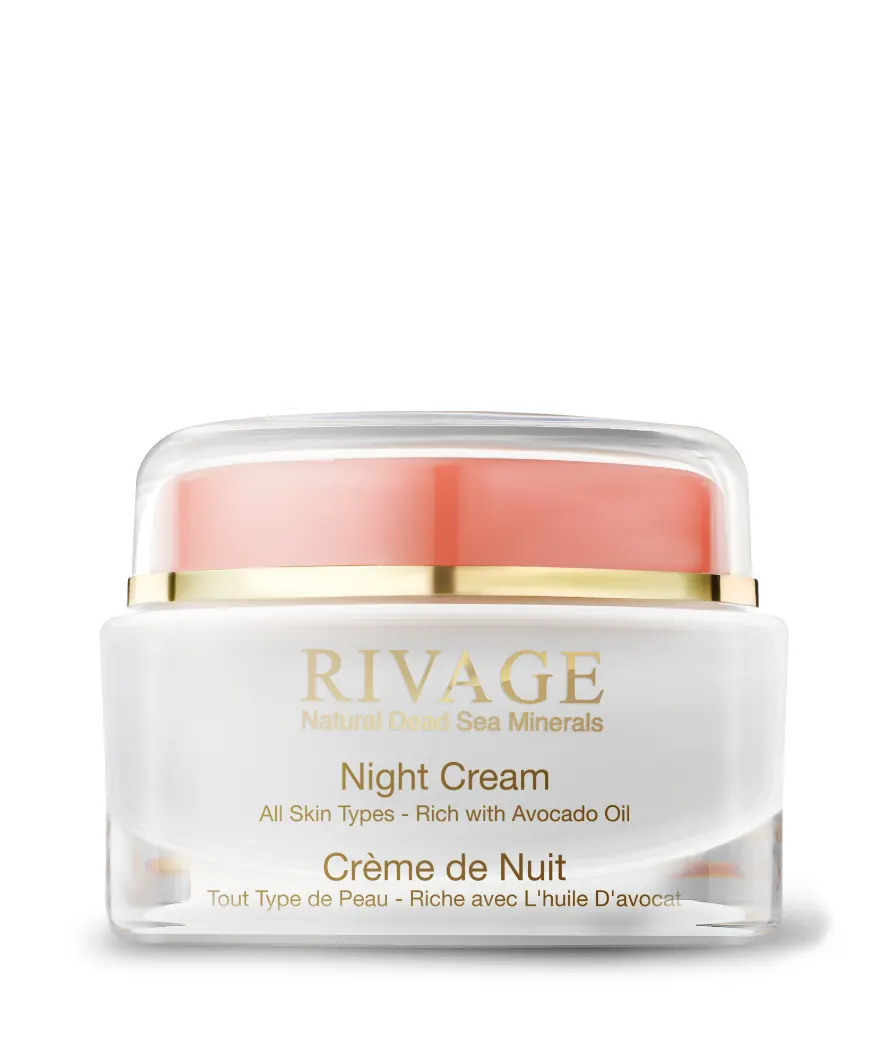 RIVAGE
Natural Dead Sea Minerals
Night Cream
All Skin Types - Rich with Avocado Oil
Crème de Nuit
Tout Type de Peau - Riche avec L'huile D'avocat